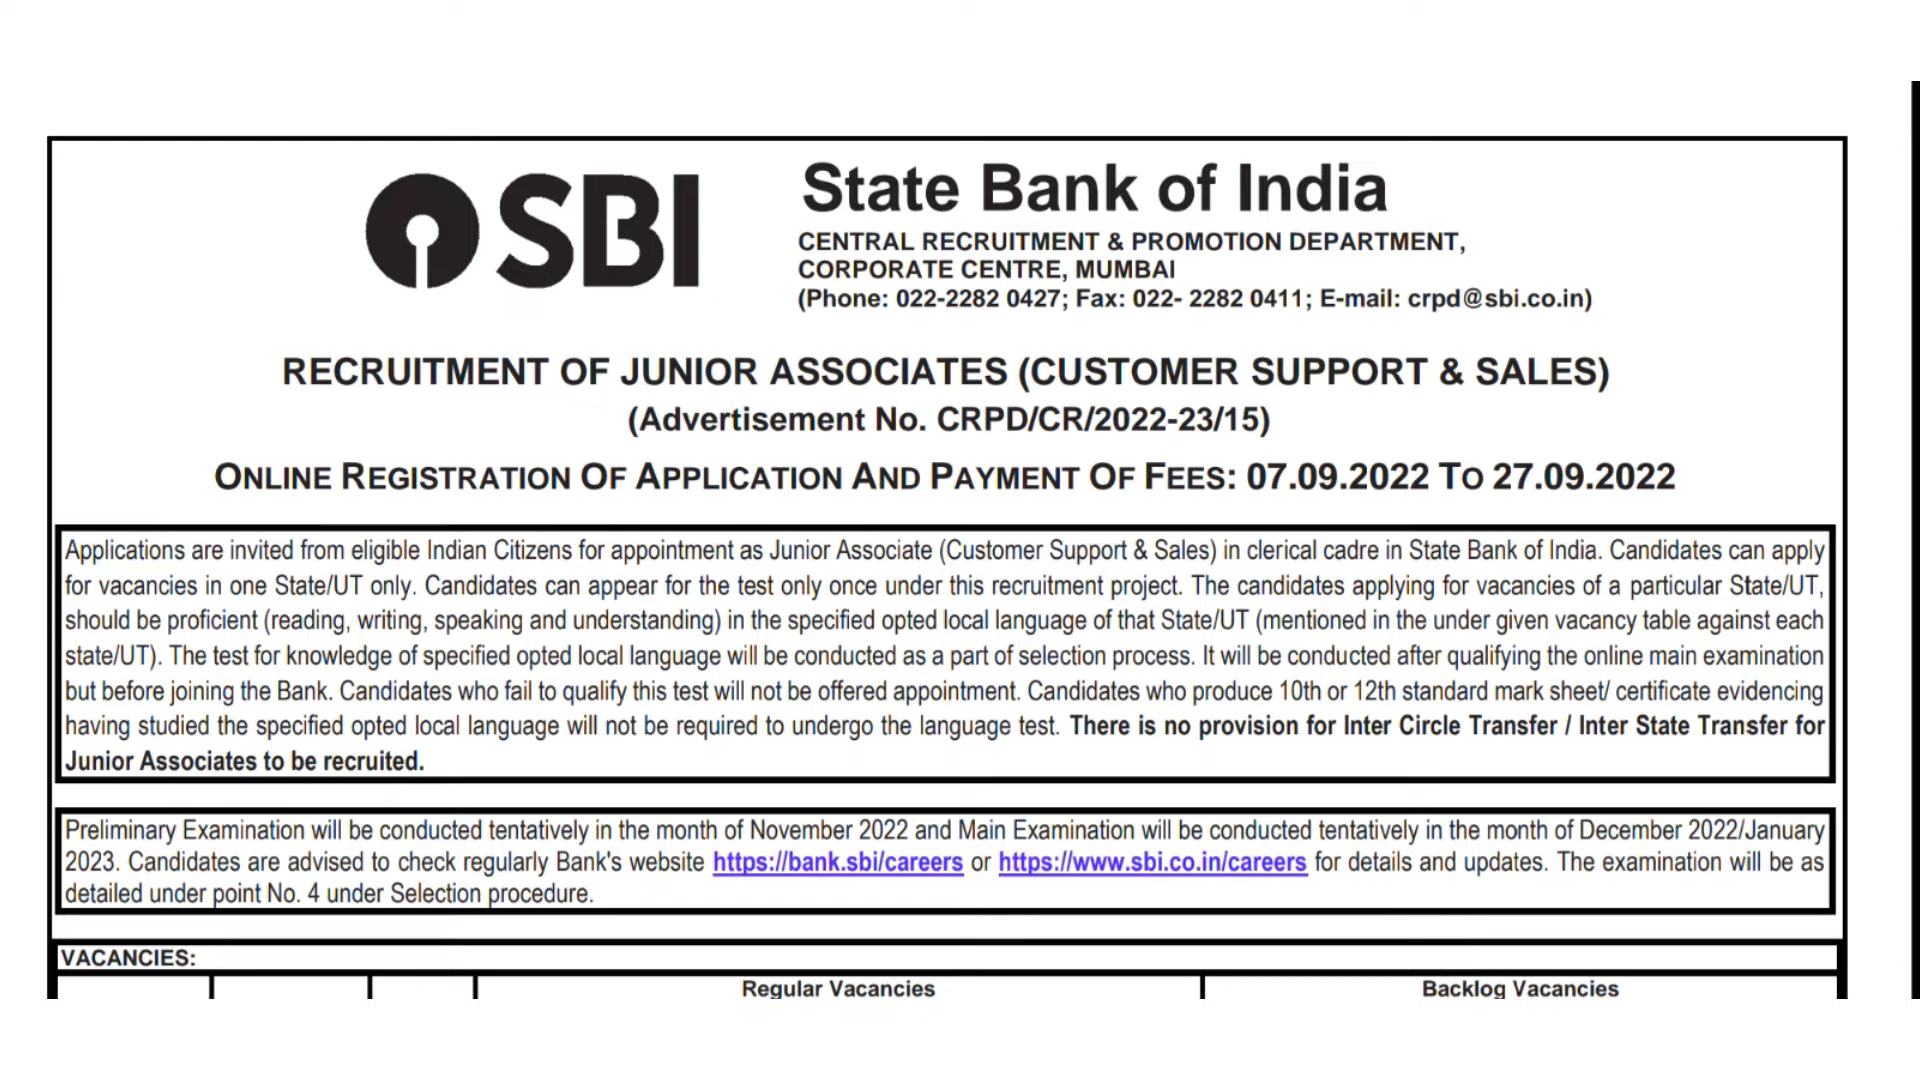 SBI
State Bank of India
CENTRAL RECRUITMENT & PROMOTION DEPARTMENT,
CORPORATE CENTRE, MUMBAI
(Phone: 022-2282 0427; Fax: 022- 2282 0411; E-mail: crpd@sbi.co.in)
RECRUITMENT OF JUNIOR ASSOCIATES (CUSTOMER SUPPORT & SALES)
(Advertisement No. CRPD/CR/2022-23/15)
ONLINE REGISTRATION OF APPLICATION AND PAYMENT OF FEES: 07.09.2022 TO 27.09.2022
Applications are invited from eligible Indian Citizens for appointment as Junior Associate (Customer Support & Sales) in clerical cadre in State Bank of India. Candidates can apply
for vacancies in one State/UT only. Candidates can appear for the test only once under this recruitment project. The candidates applying for vacancies of a particular State/UT,
should be proficient (reading, writing, speaking and understanding) in the specified opted local language of that State/UT (mentioned in the under given vacancy table against each
state/UT). The test for knowledge of specified opted local language will be conducted as a part of selection process. It will be conducted after qualifying the online main examination
but before joining the Bank. Candidates who fail to qualify this test will not be offered appointment. Candidates who produce 10th or 12th standard mark sheet/ certificate evidencing
having studied the specified opted local language will not be required to undergo the language test. There is no provision for Inter Circle Transfer / Inter State Transfer for
Junior Associates to be recruited.
Preliminary Examination will be conducted tentatively in the month of November 2022 and Main Examination will be conducted tentatively in the month of December 2022/January
2023. Candidates are advised to check regularly Bank's website https://bank.sbi/careers or https://www.sbi.co.in/careers for details and updates. The examination will be as
detailed under point No. 4 under Selection procedure.
VACANCIES:
Regular Vacancies
Backlog Vacancies